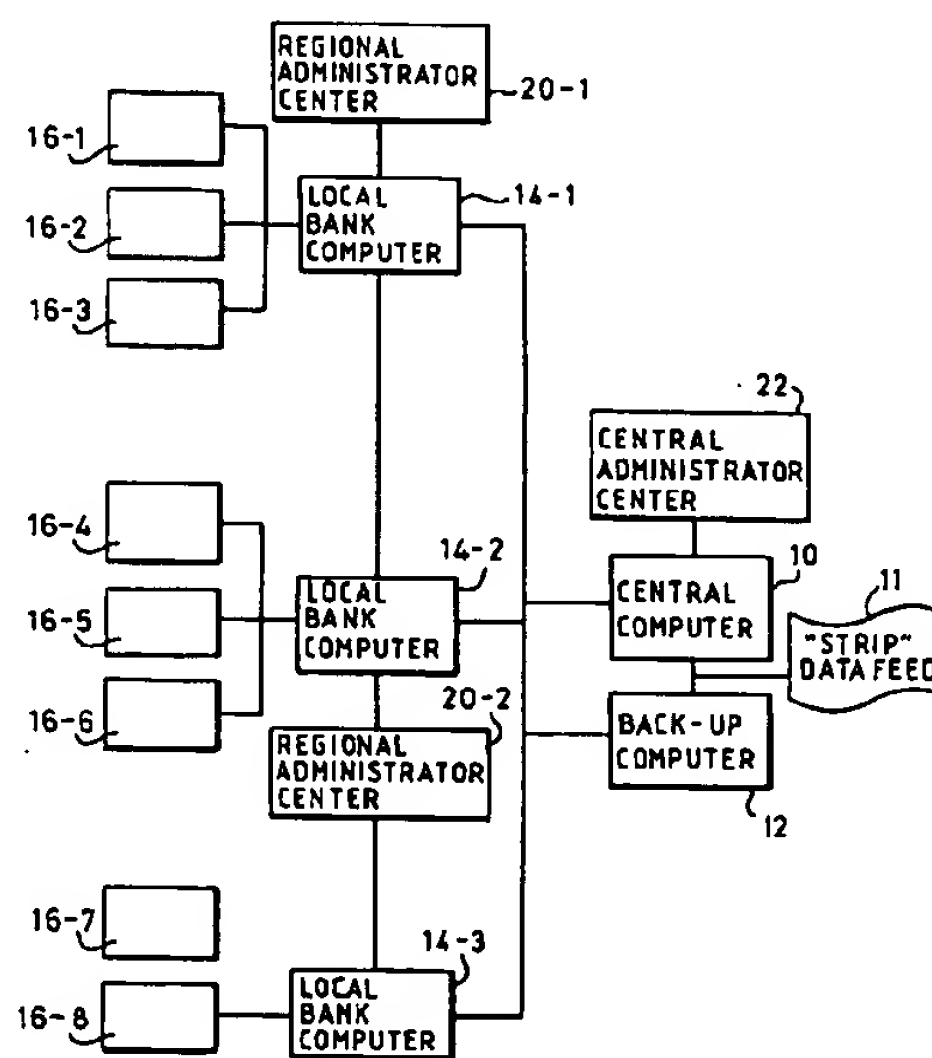 REGIONAL
ADMINISTRATOR
CENTER
20-1
16-1
16-2
16-3
LOCAL
BANK
COMPUTER
14-1
22
CENTRAL
ADMINISTRATOR
CENTER
16-4
16-5
16-6
14-2
LOCAL
BANK
COMPUTER
10
CENTRAL
COMPUTER
11
"STRIP"
DATA FEED
20-2
REGIONAL
ADMINISTRATOR
CENTER
BACK-UP
COMPUTER
12
16-7
16-8
14-3
LOCAL
BANK
COMPUTER